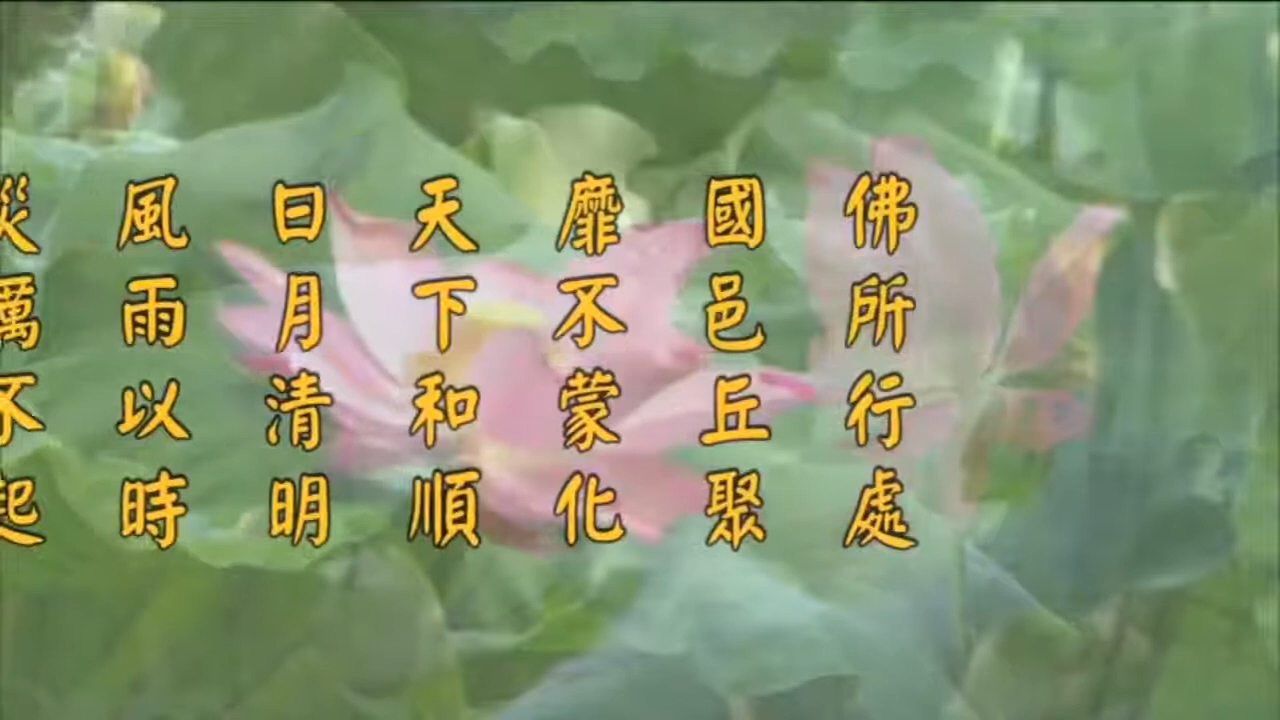 佛所行處
國邑丘聚
靡不蒙化
天下和順
日月清明
風雨以時
災厲不起